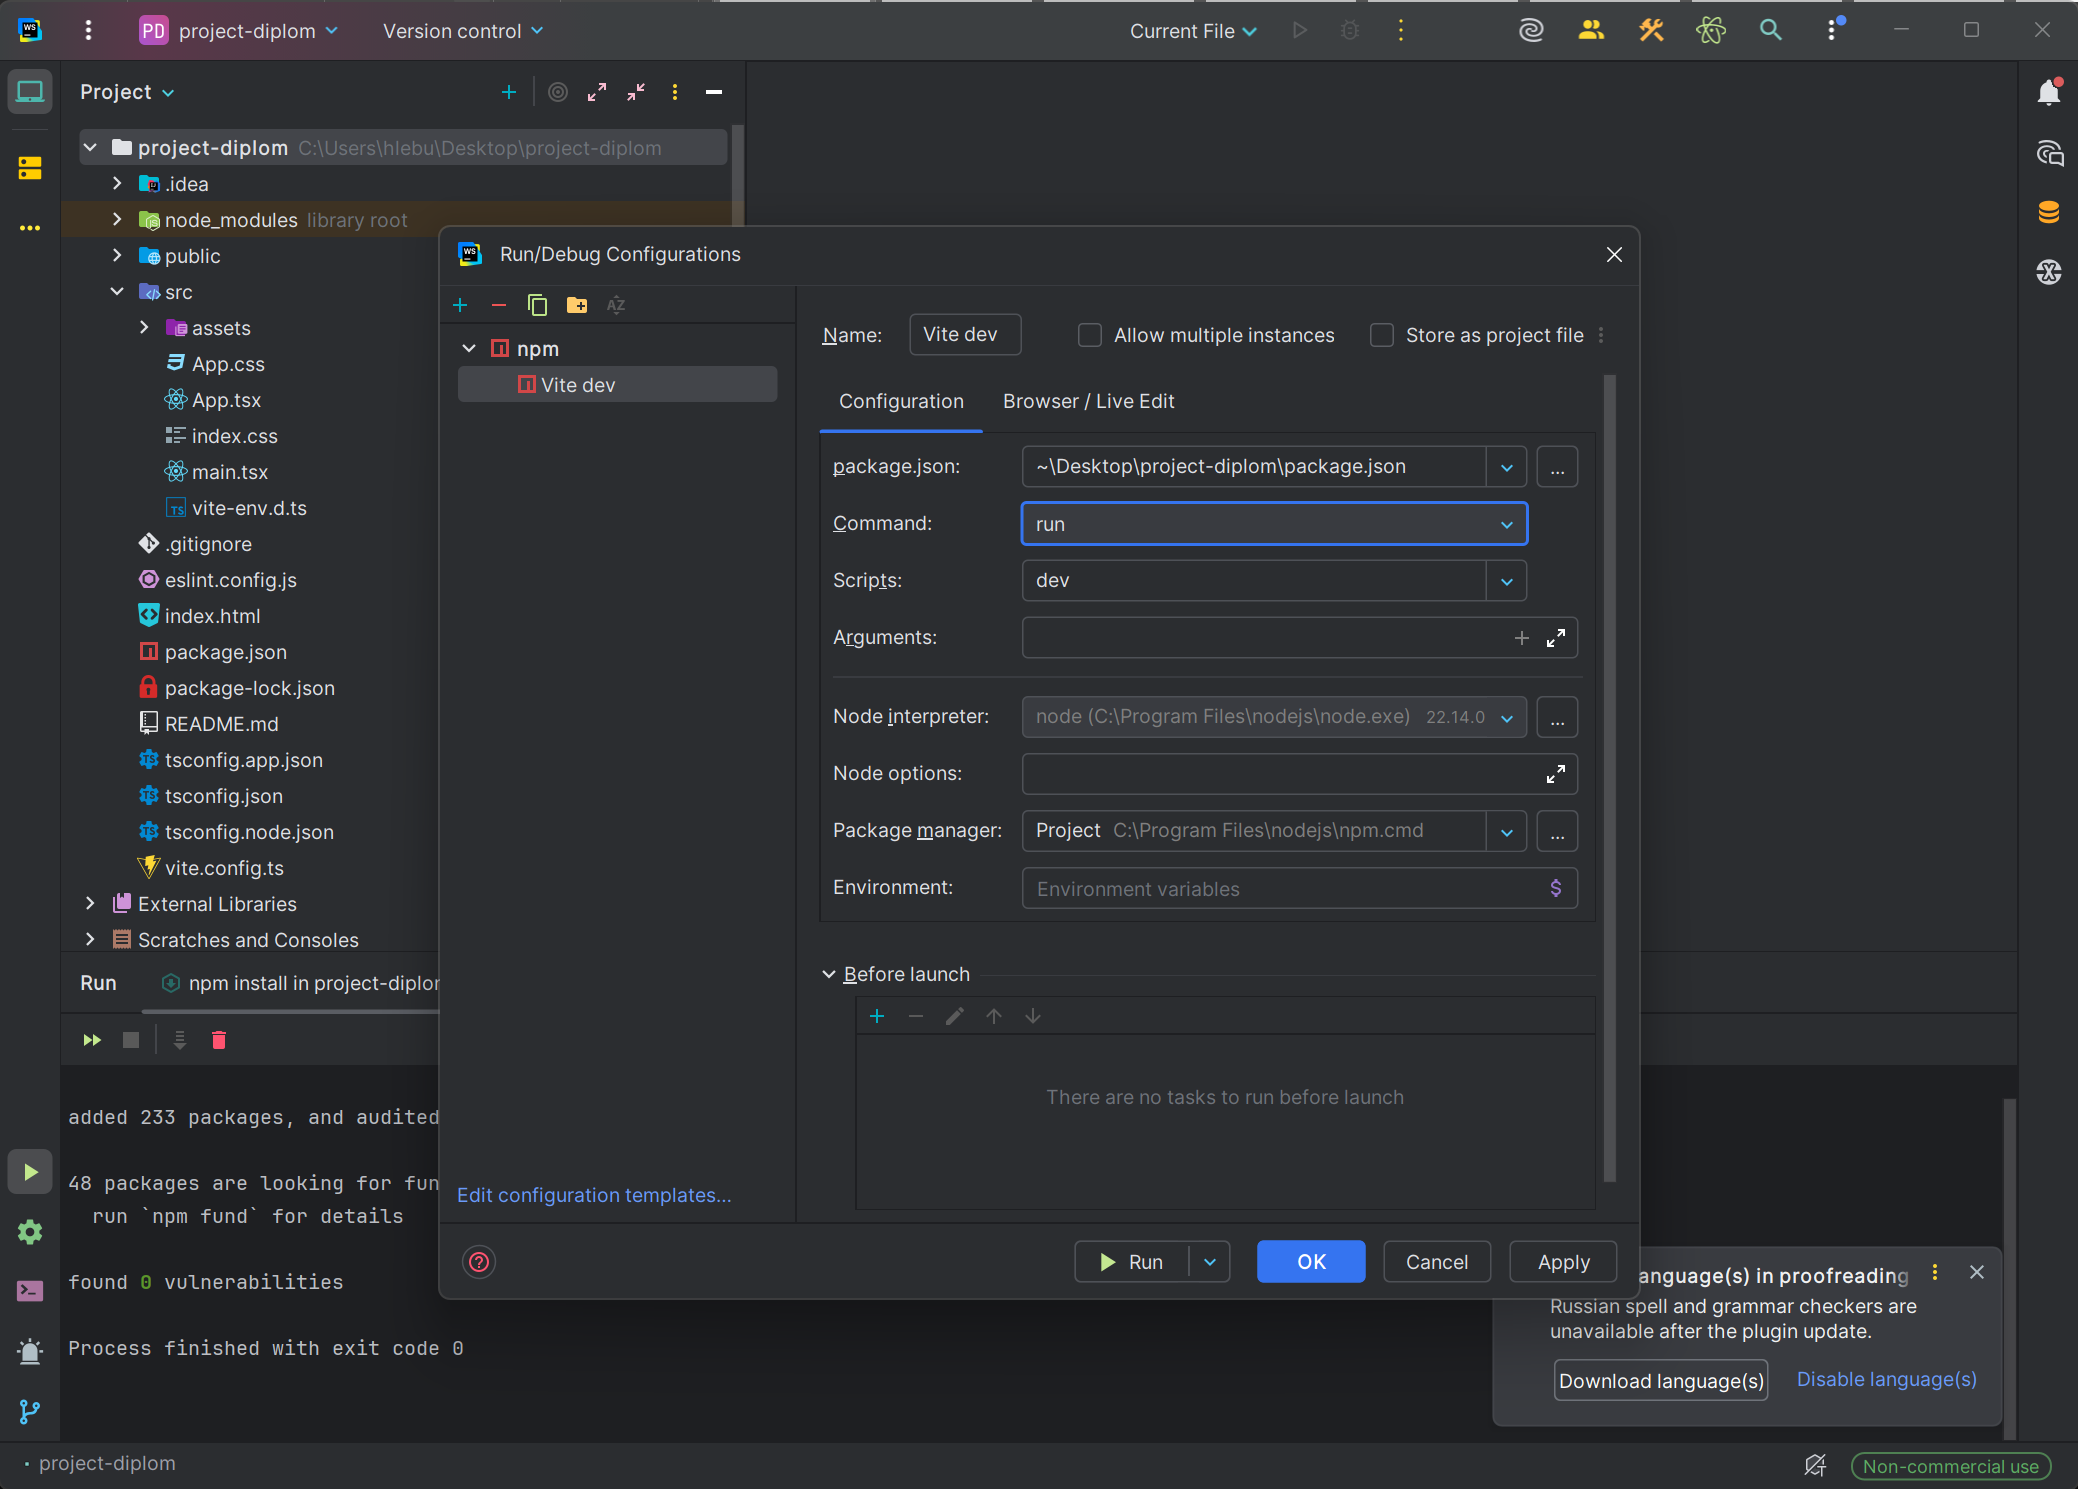 WS
PD project-diplom
Version control
Current File
Project
project-diplom C:\Users\hlebu\Desktop\project-diplom
.idea
node_modules library root
public
src
assets
App.css
App.tsx
index.css
main.tsx
vite-env.d.ts
.gitignore
eslint.config.js
index.html
package.json
package-lock.json
README.md
tsconfig.app.json
tsconfig.json
tsconfig.node.json
vite.config.ts
External Libraries
Scratches and Consoles
Run/Debug Configurations
npm
Vite dev
Edit configuration templates...
Name: Vite dev
Allow multiple instances
Store as project file
Configuration
Browser / Live Edit
package.json: ~\Desktop\project-diplom\package.json ...
Command: run
Scripts: dev
Arguments:
Node interpreter: node (C:\Program Files\nodejs\node.exe) 22.14.0 ...
Node options:
Package manager: Project C:\Program Files\nodejs\npm.cmd ...
Environment: Environment variables $
Before launch
There are no tasks to run before launch
Run
OK
Cancel
Apply
Run
npm install in project-diplo
added 233 packages, and audited
48 packages are looking for fun
run `npm fund` for details
found 0 vulnerabilities
Process finished with exit code 0
anguage(s) in proofreading
Russian spell and grammar checkers are
unavailable after the plugin update.
Download language(s)
Disable language(s)
project-diplom
Non-commercial use